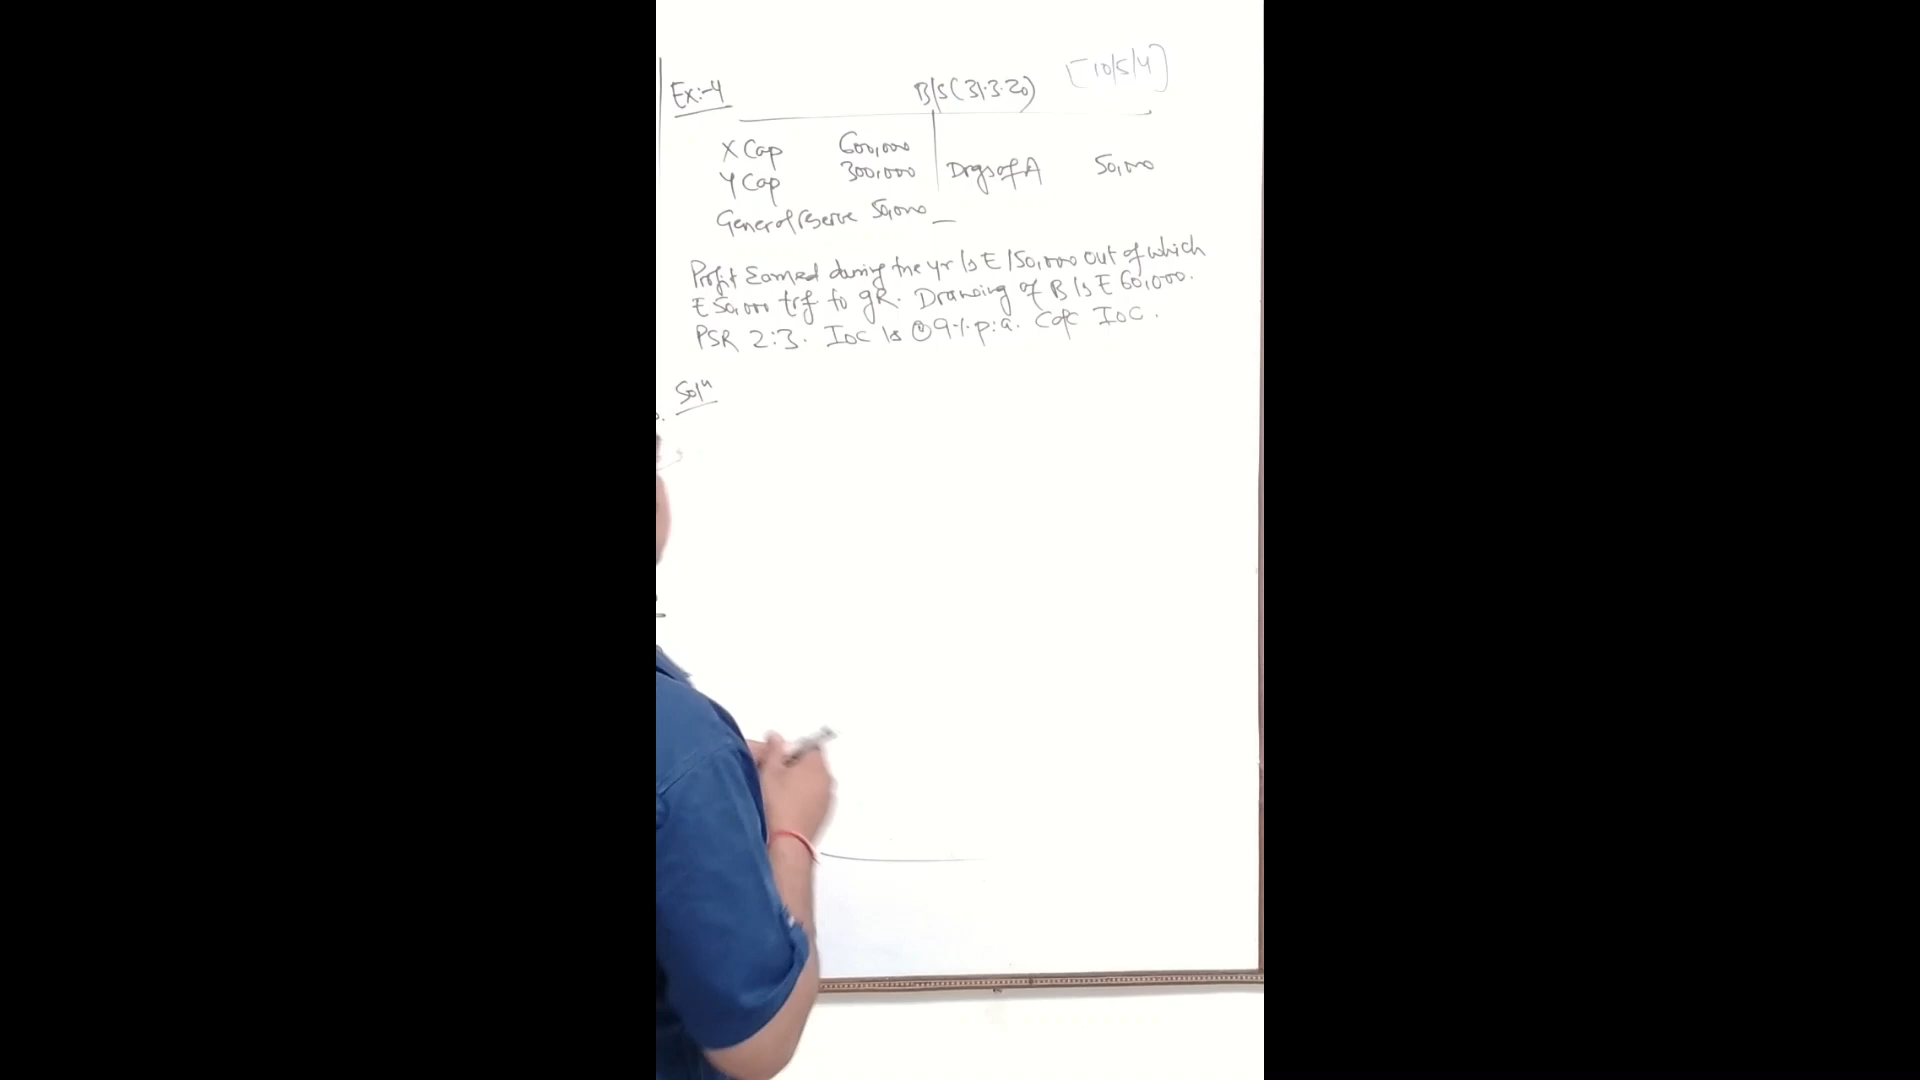 Ex:-4 B/S (31.3.20) [10/5/4]
X Cap 600,000
Y Cap 300,000 Drgs of A 50,000
General reserve 50,000
Profit Earned during the yr is ₹ 150,000 out of which
₹ 50,000 trf to gR. Drawing of B is ₹ 60,000.
PSR 2:3. IOC is @ 9% p.a. Calc IOC.
Solⁿ